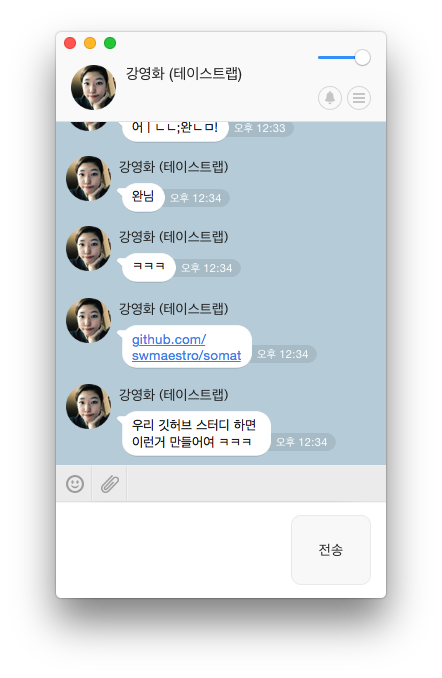 강영화 (테이스트랩)
어ㅣㄴㄴ;완ㄴㅁ! 오후 12:33
강영화 (테이스트랩)
완님 오후 12:34
강영화 (테이스트랩)
ㅋㅋㅋ 오후 12:34
강영화 (테이스트랩)
github.com/
swmaestro/somat 오후 12:34
강영화 (테이스트랩)
우리 깃허브 스터디 하면
이런거 만들어여 ㅋㅋㅋ 오후 12:34
전송